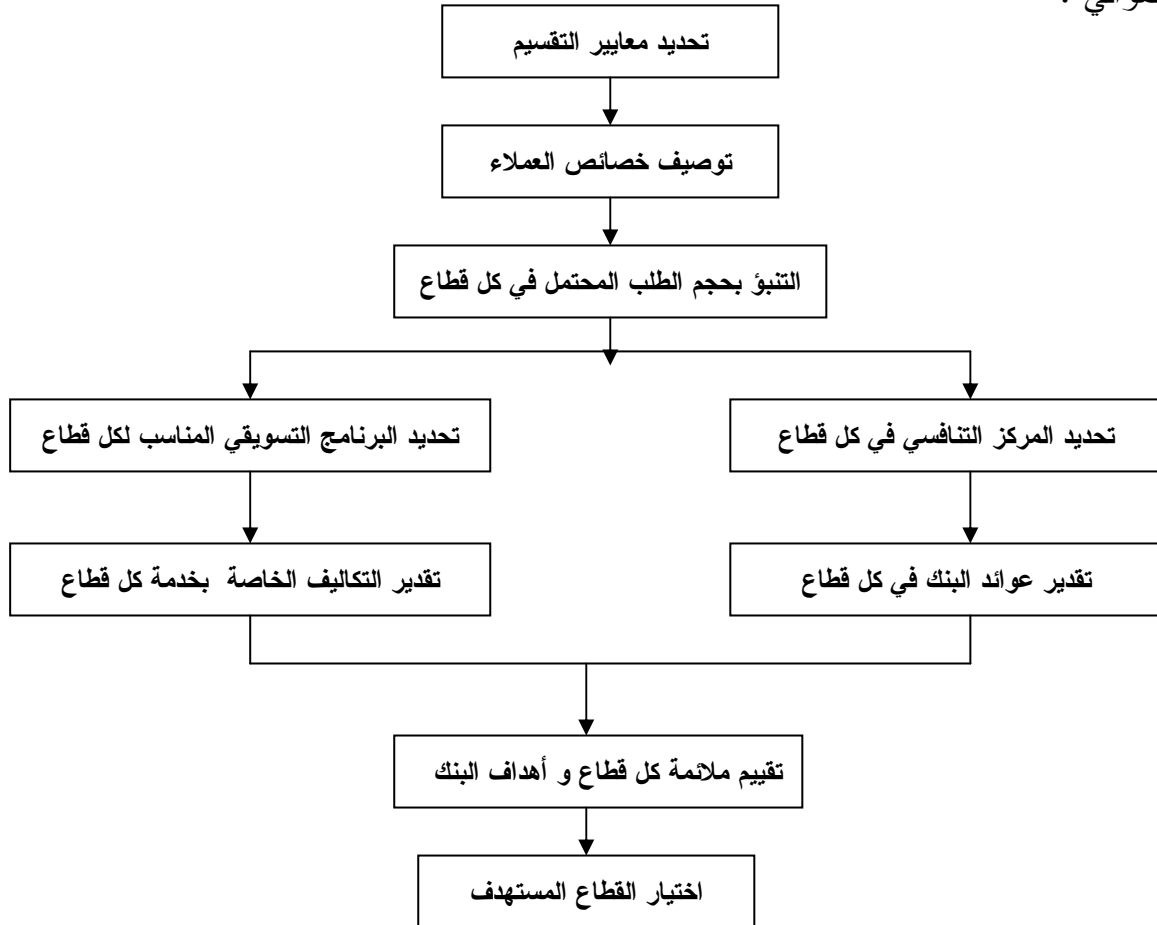 تحديد معايير التقسيم
توصيف خصائص العملاء
التنبؤ بحجم الطلب المحتمل في كل قطاع
تحديد المركز التنافسي في كل قطاع
تحديد البرنامج التسويقي المناسب لكل قطاع
تقدير عوائد البنك في كل قطاع
تقدير التكاليف الخاصة بخدمة كل قطاع
تقييم ملائمة كل قطاع و أهداف البنك
اختيار القطاع المستهدف